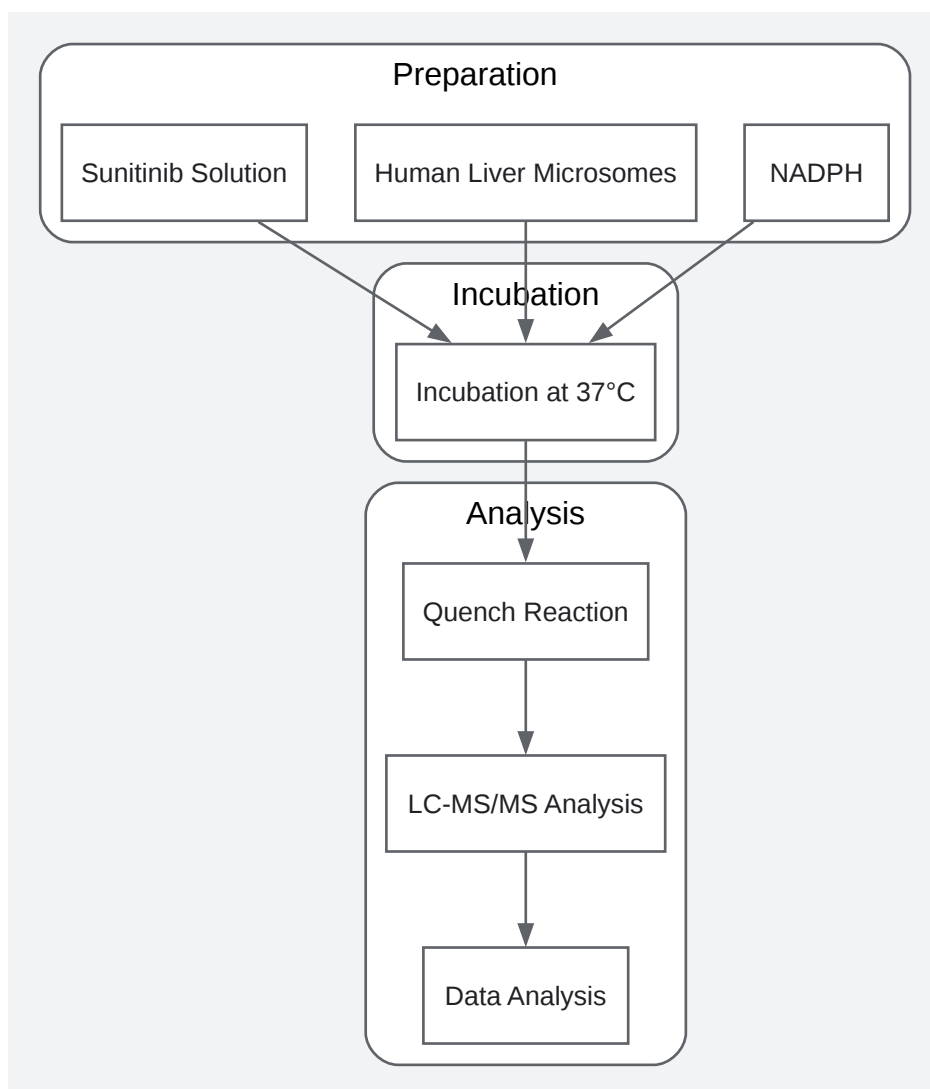 Preparation
Sunitinib Solution
Human Liver Microsomes
NADPH
Incubation
Incubation at 37°C
Analysis
Quench Reaction
LC-MS/MS Analysis
Data Analysis